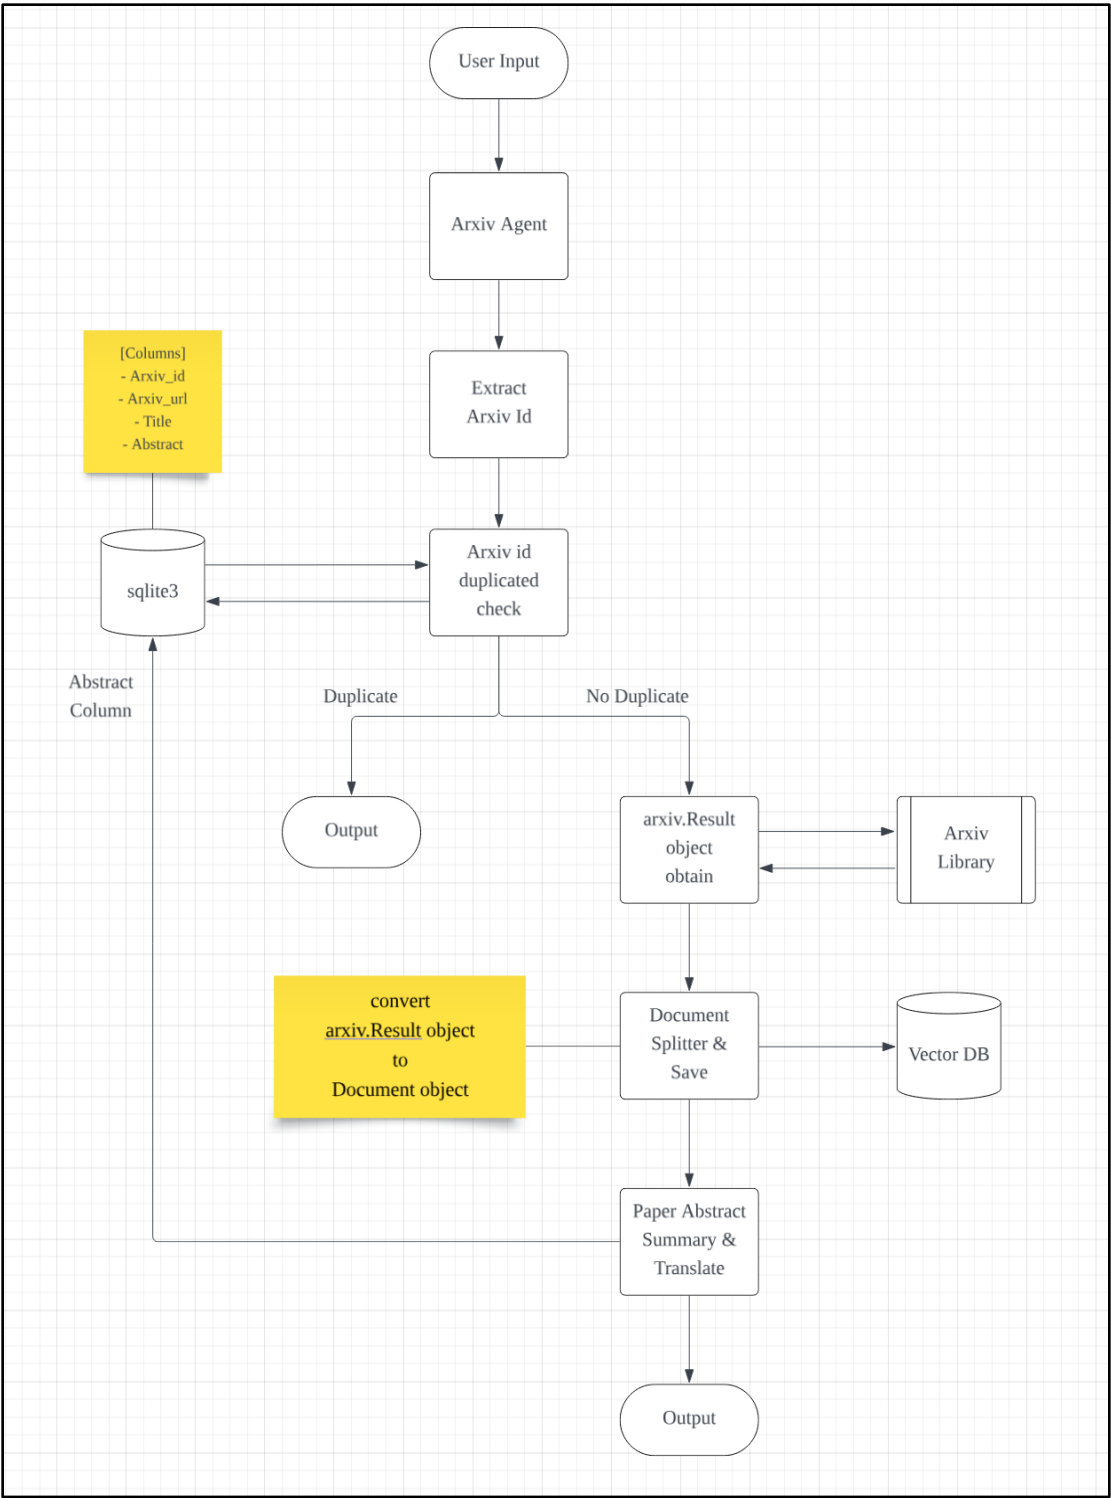 User Input
Arxiv Agent
Extract
Arxiv Id
[Columns]
- Arxiv_id
- Arxiv_url
- Title
- Abstract
sqlite3
Arxiv id
duplicated
check
Abstract
Column
Duplicate
No Duplicate
Output
arxiv.Result
object
obtain
Arxiv
Library
convert
arxiv.Result object
to
Document object
Document
Splitter &
Save
Vector DB
Paper Abstract
Summary &
Translate
Output